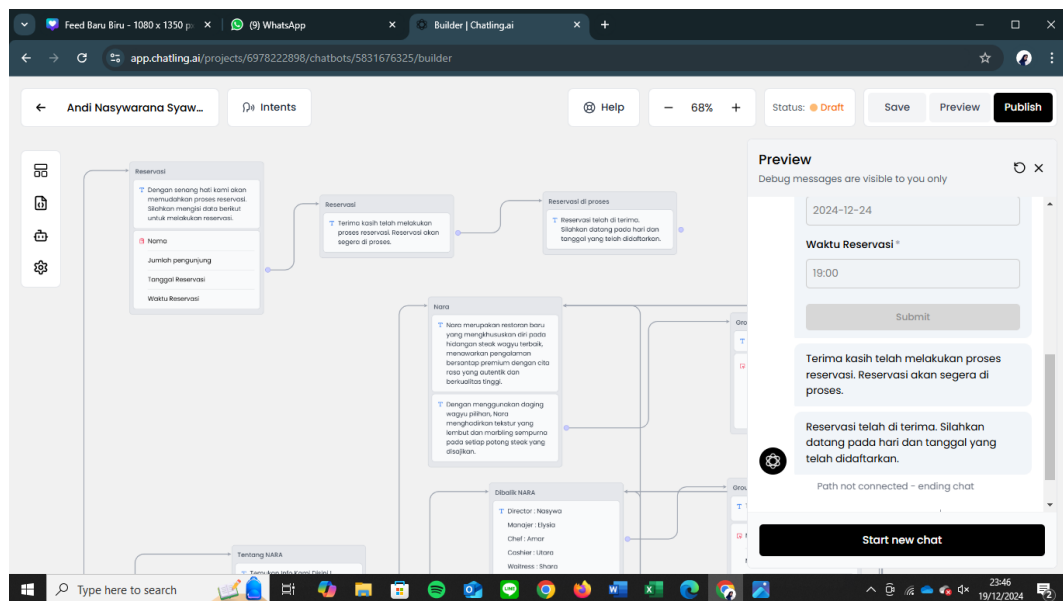 Feed Baru Biru - 1080 x 1350 p
(9) WhatsApp
Builder | Chatling.ai
app.chatling.ai/projects/6978222898/chatbots/5831676325/builder
Andi Nasywarana Syaw...
Intents
Help
68%
Status: Draft
Save
Preview
Publish
Reservasi
Dengan senang hati kami akan
memudahkan proses reservasi.
Silahkan mengisi data berikut
untuk melakukan reservasi.
Nama
Jumlah pengunjung
Tanggal Reservasi
Waktu Reservasi
Reservasi
Terima kasih telah melakukan
proses reservasi. Reservasi akan
segera di proses.
Reservasi di proses
Reservasi telah di terima.
Silahkan datang pada hari dan
tanggal yang telah didaftarkan.
Nara
Nara merupakan restoran baru
yang mengkhususkan diri pada
hidangan steak wagyu terbaik,
menawarkan pengalaman
bersantap premium dengan cita
rasa yang autentik dan
berkualitas tinggi.
Dengan menggunakan daging
wagyu pilihan, Nara
menghadirkan tekstur yang
lembut dan marbling sempurna
pada setiap potong steak yang
disajikan.
Dibalik NARA
Director : Nasywa
Manajer : Elysia
Chef : Amar
Cashier : Utara
Waitress : Shara
Tentang NARA
Temukan Info Kami Disini !
Gro
Grou
Preview
Debug messages are visible to you only
2024-12-24
Waktu Reservasi *
19:00
Submit
Terima kasih telah melakukan proses
reservasi. Reservasi akan segera di
proses.
Reservasi telah di terima. Silahkan
datang pada hari dan tanggal yang
telah didaftarkan.
Path not connected - ending chat
Start new chat
Type here to search
23:46
19/12/2024